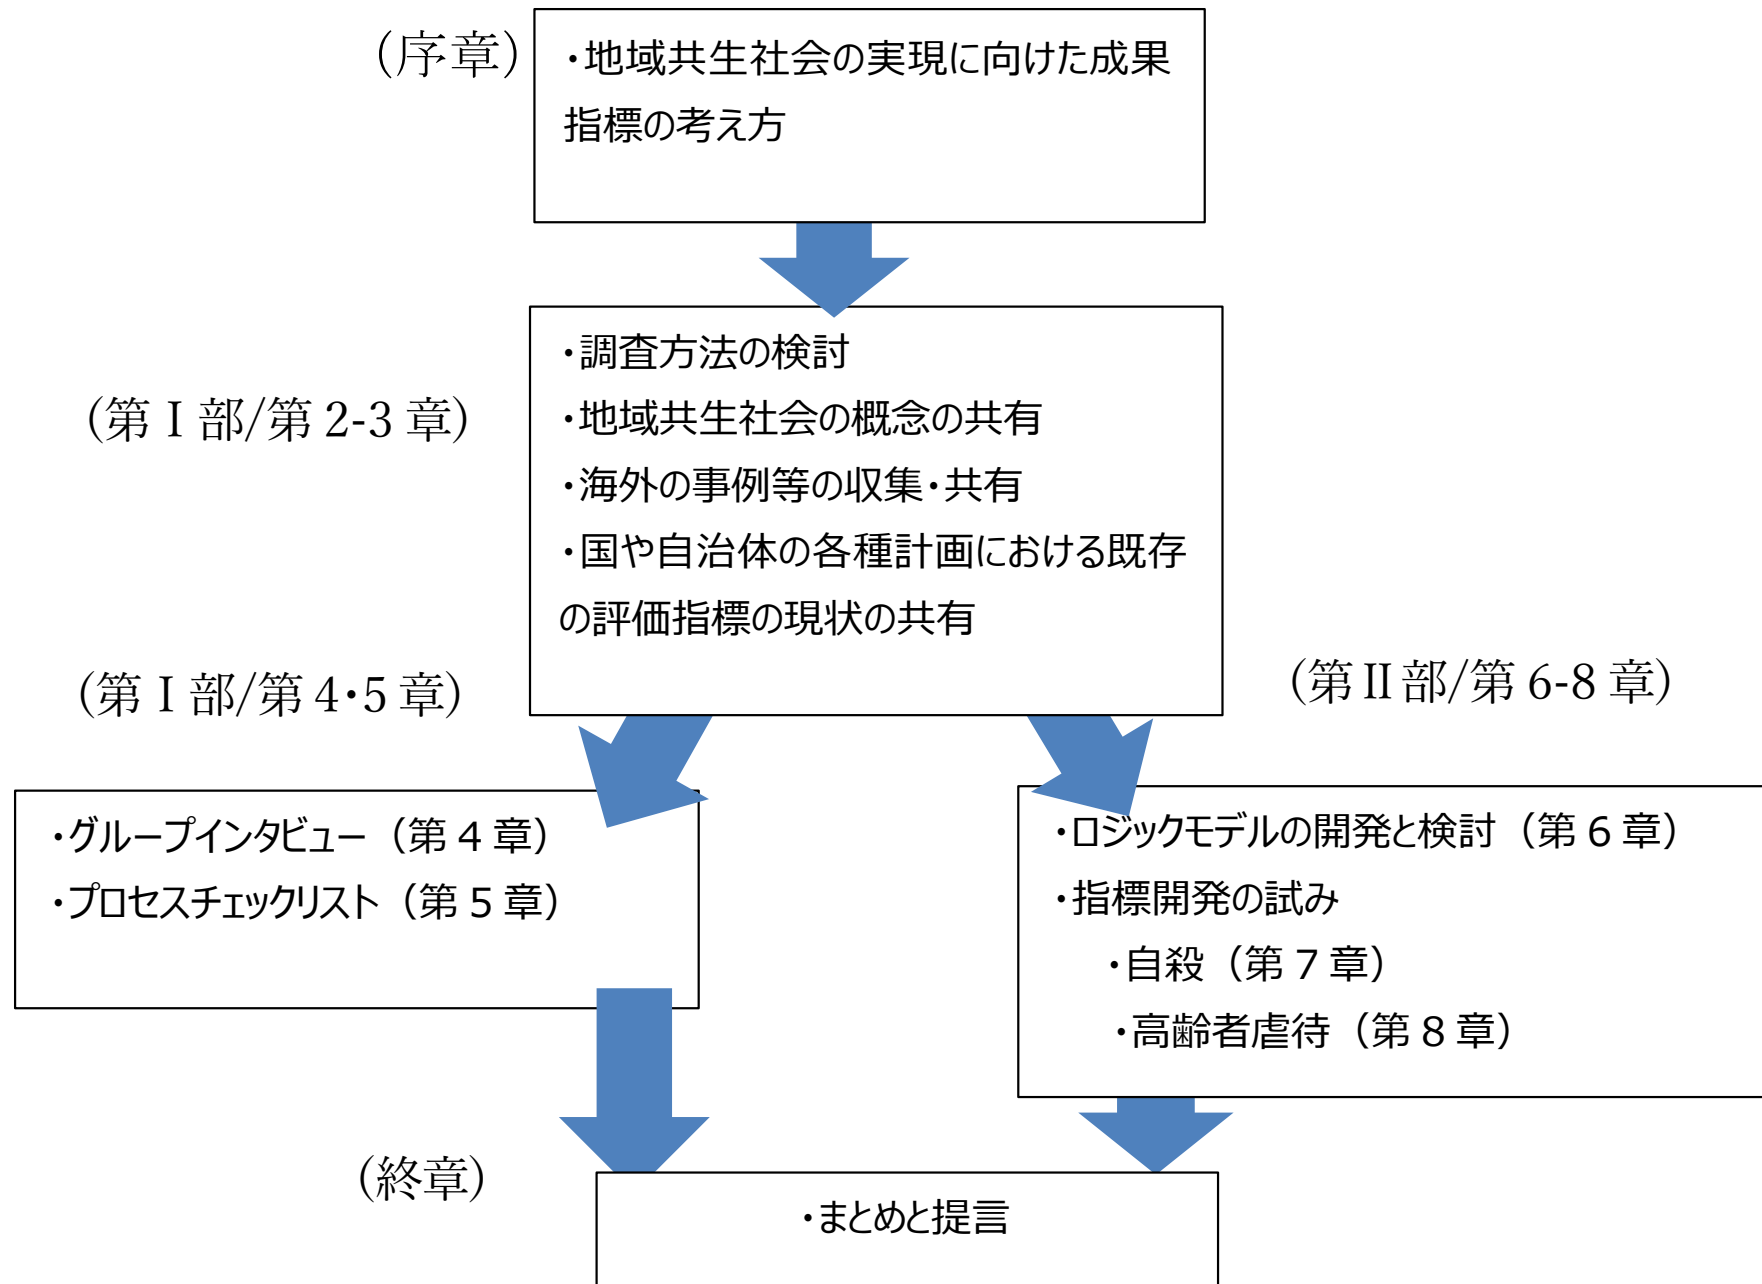 (序章)
・地域共生社会の実現に向けた成果
指標の考え方
(第Ⅰ部/第2-3章)
・調査方法の検討
・地域共生社会の概念の共有
・海外の事例等の収集・共有
・国や自治体の各種計画における既存
の評価指標の現状の共有
(第Ⅰ部/第4・5章)
・グループインタビュー（第4章）
・プロセスチェックリスト（第5章）
(第Ⅱ部/第6-8章)
・ロジックモデルの開発と検討（第6章）
・指標開発の試み
・自殺（第7章）
・高齢者虐待（第8章）
(終章)
・まとめと提言